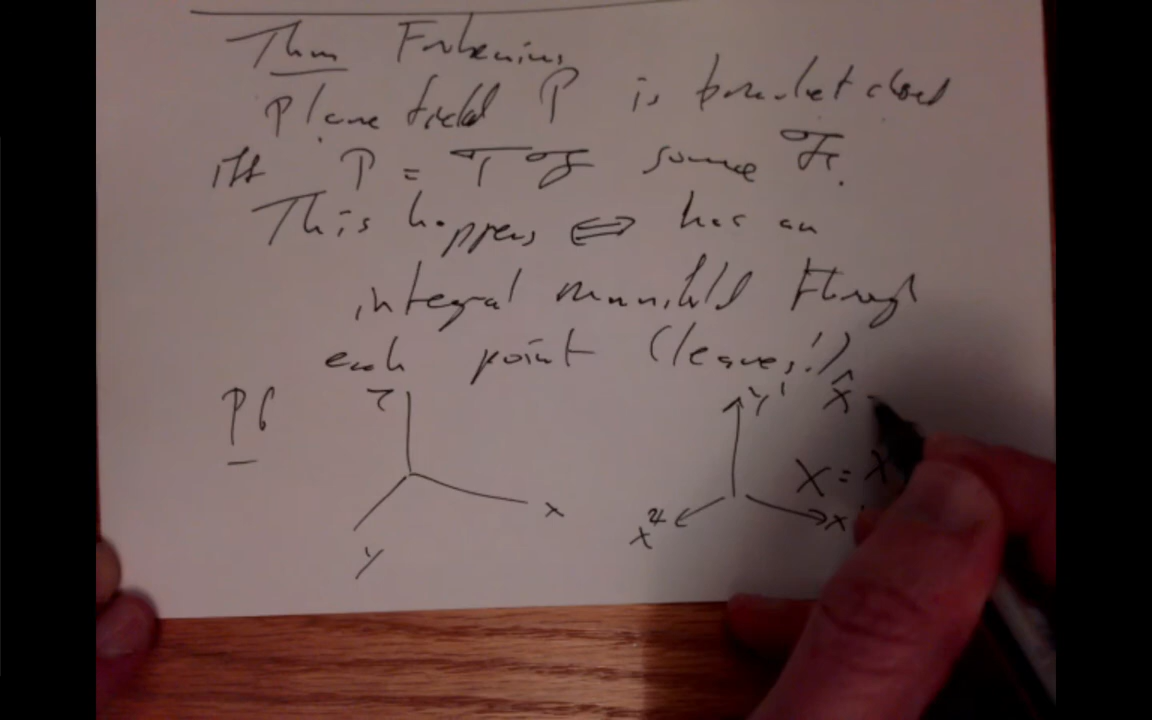 Thm Frobenius
Plane field P is bracket closed
iff P = TF some F.
This happens ⇔ has an
integral manifold through
each point (leaves!)
Pf z y' x̂
X = X
x² x
x
y